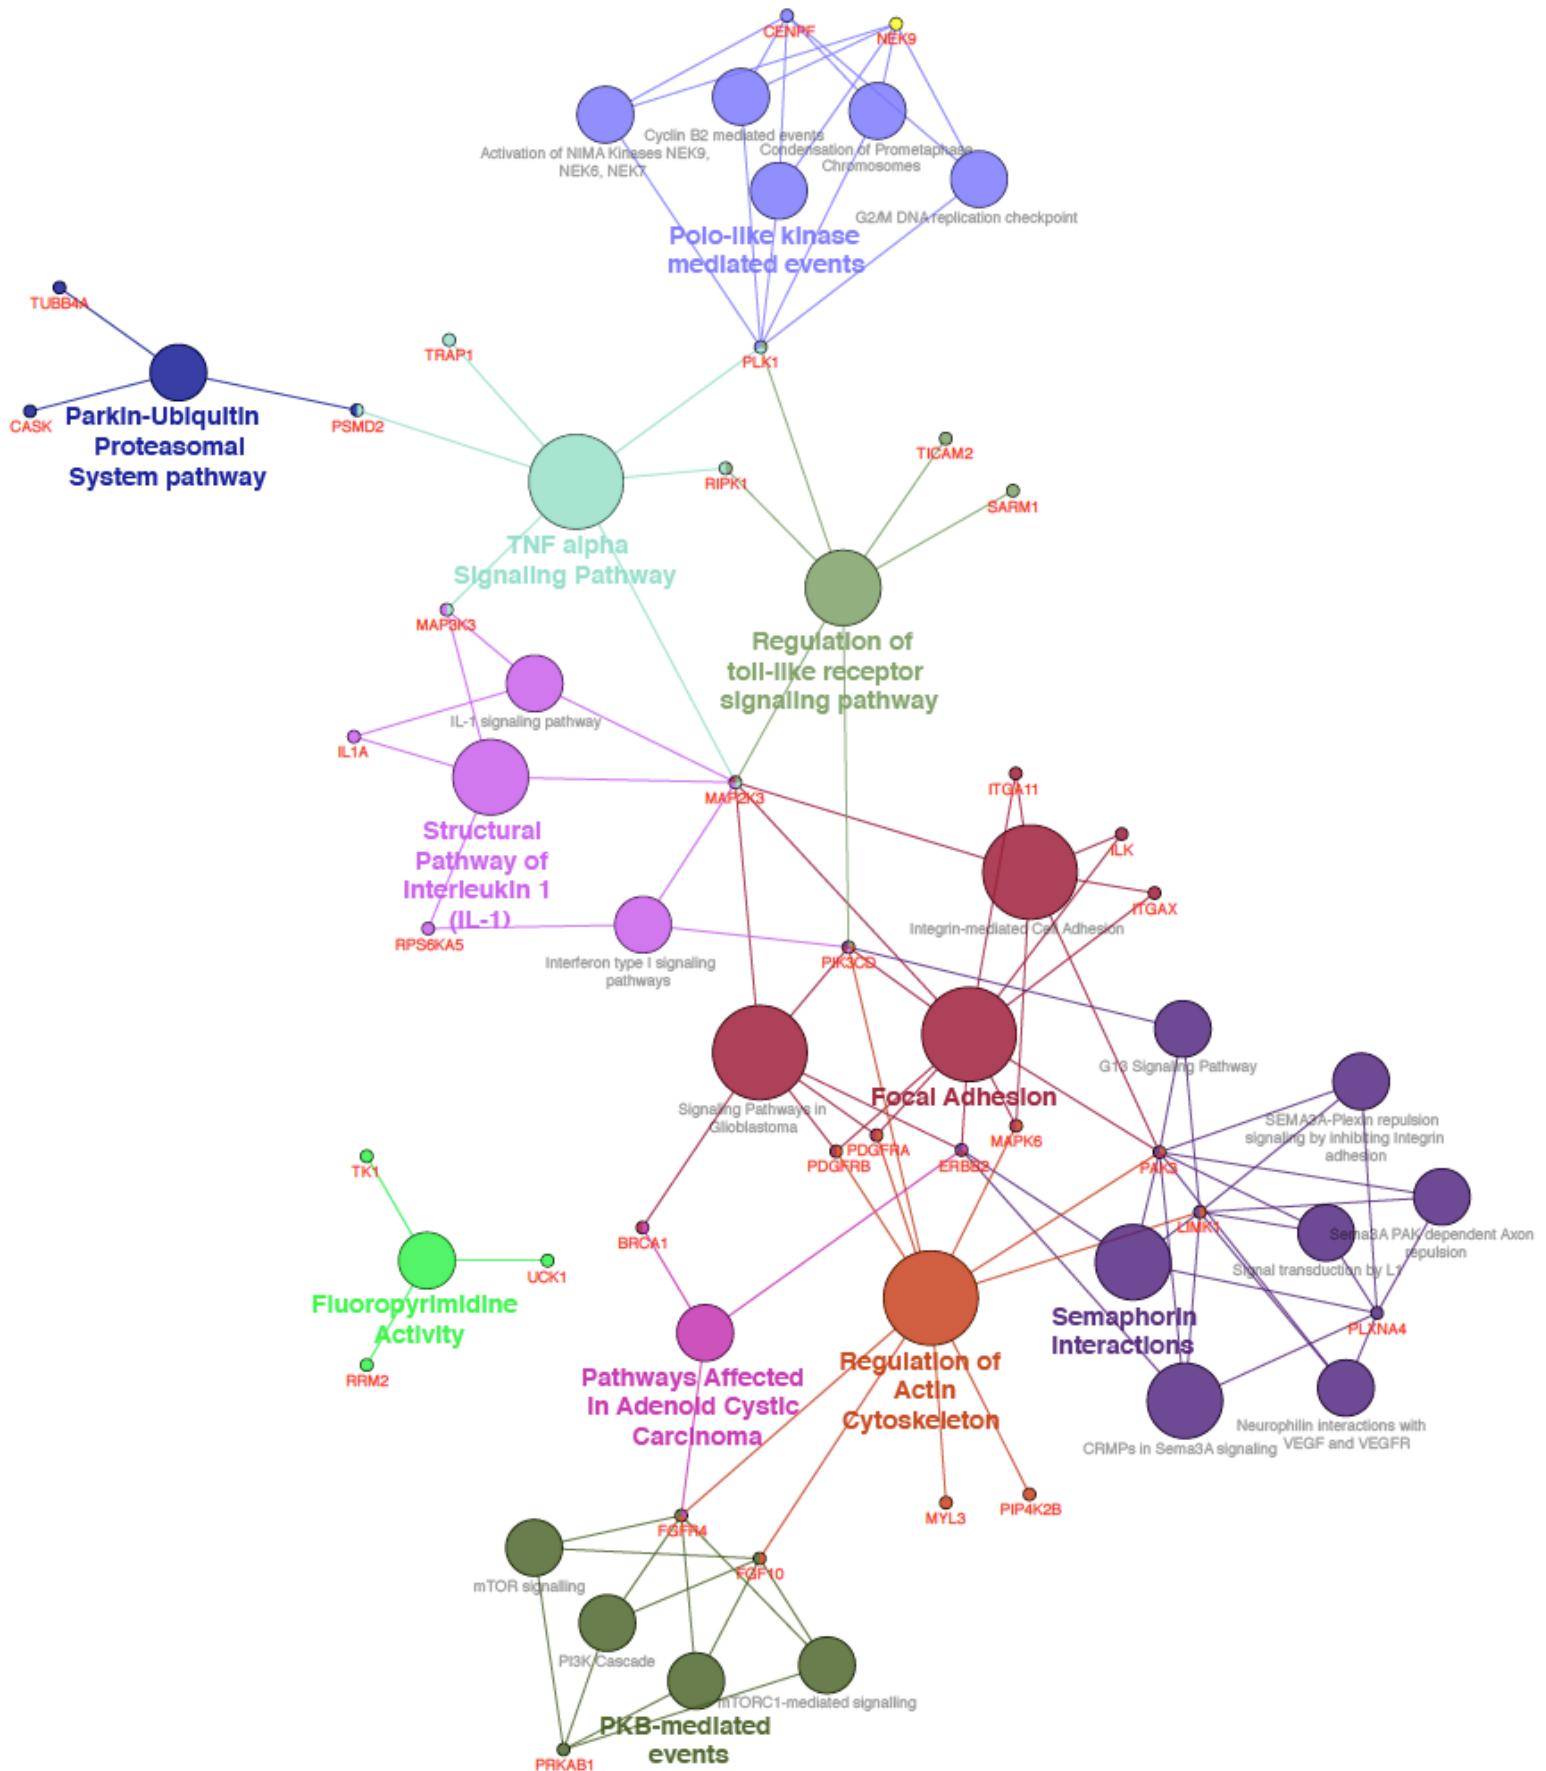 CENPF
NEK9
Cyclin B2 mediated events
Activation of NIMA Kinases NEK9,
NEK6, NEK7
Condensation of Prometaphase
Chromosomes
G2/M DNA replication checkpoint
Polo-like kinase
mediated events
TUBB4A
TRAP1
PLK1
CASK
Parkin-Ubiquitin
Proteasomal
System pathway
PSMD2
TICAM2
RIPK1
SARM1
TNF alpha
Signaling Pathway
MAP3K3
Regulation of
toll-like receptor
signaling pathway
IL-1 signaling pathway
IL1A
MAP2K3
ITGA11
Structural
Pathway of
Interleukin 1
(IL-1)
ILK
ITGAX
Integrin-mediated Cell Adhesion
RPS6KA5
Interferon type I signaling
pathways
PIK3CD
G13 Signaling Pathway
Focal Adhesion
Signaling Pathways in
Glioblastoma
SEMA3A-Plexin repulsion
signaling by inhibiting Integrin
adhesion
MAPK6
PDGFRA
PDGFRB
ERBB2
PAK3
TK1
LIMK1
BRCA1
Sema3A PAK dependent Axon
repulsion
Signal transduction by L1
UCK1
Fluoropyrimidine
Activity
Semaphorin
Interactions
PLXNA4
RRM2
Pathways Affected
in Adenoid Cystic
Carcinoma
Regulation of
Actin
Cytoskeleton
Neurophilin interactions with
VEGF and VEGFR
CRMPs in Sema3A signaling
MYL3
PIP4K2B
FGFR4
FGF10
mTOR signalling
PI3K Cascade
mTORC1-mediated signalling
PKB-mediated
events
PRKAB1